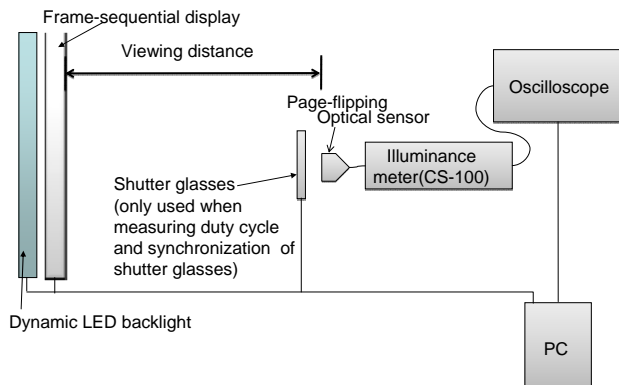 Frame-sequential display
Viewing distance
Oscilloscope
Page-flipping
Optical sensor
Illuminance
meter(CS-100)
Shutter glasses
(only used when
measuring duty cycle
and synchronization of
shutter glasses)
Dynamic LED backlight
PC